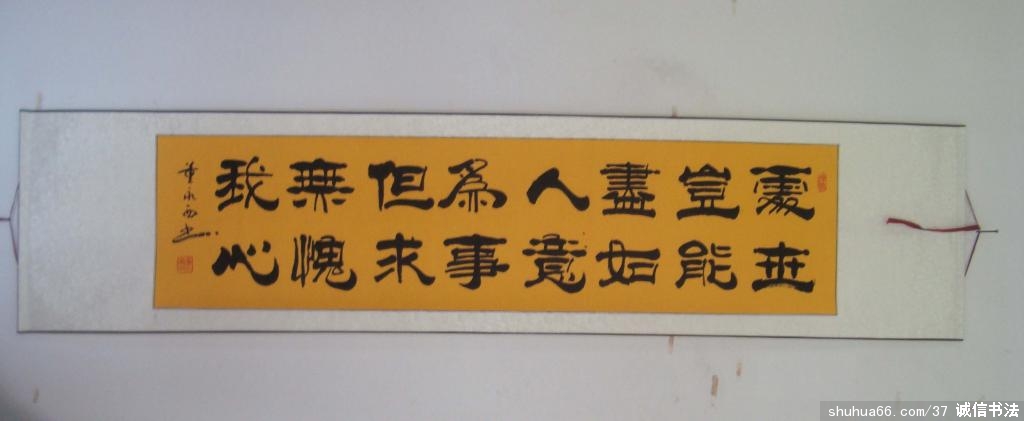 處世
豈能
盡如
人意
為事
但求
無愧
我心
shuhua66.com/37 诚信书法